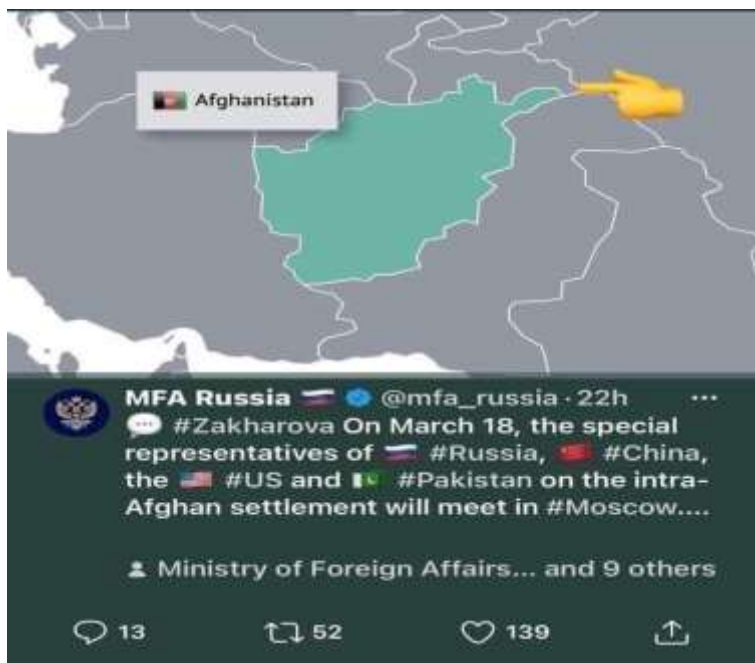 Afghanistan
MFA Russia 🇷🇺 @mfa_russia · 22h ...
💬 #Zakharova On March 18, the special
representatives of 🇷🇺 #Russia, 🇨🇳 #China,
the 🇺🇸 #US and 🇵🇰 #Pakistan on the intra-
Afghan settlement will meet in #Moscow....
Ministry of Foreign Affairs... and 9 others
13 52 139